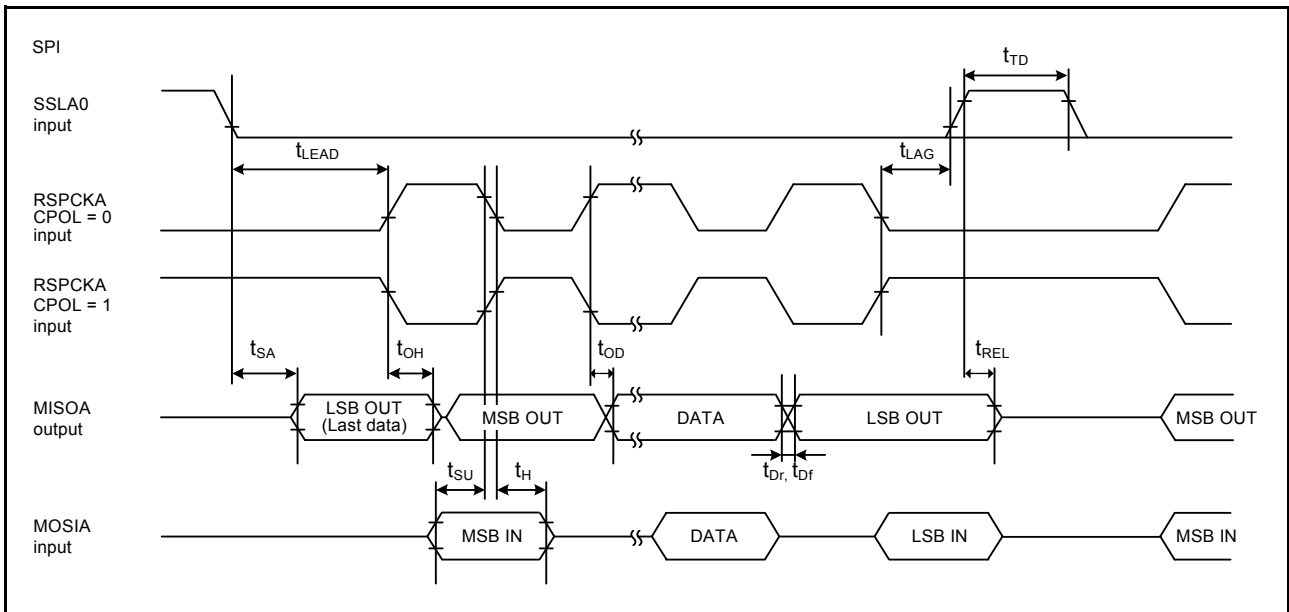 SPI
tTD
SSLA0
input
tLEAD
tLAG
RSPCKA
CPOL = 0
input
RSPCKA
CPOL = 1
input
tSA
tOH
tOD
tREL
MISOA
output
LSB OUT
(Last data)
MSB OUT
DATA
LSB OUT
MSB OUT
tSU
tH
tDr, tDf
MOSIA
input
MSB IN
DATA
LSB IN
MSB IN